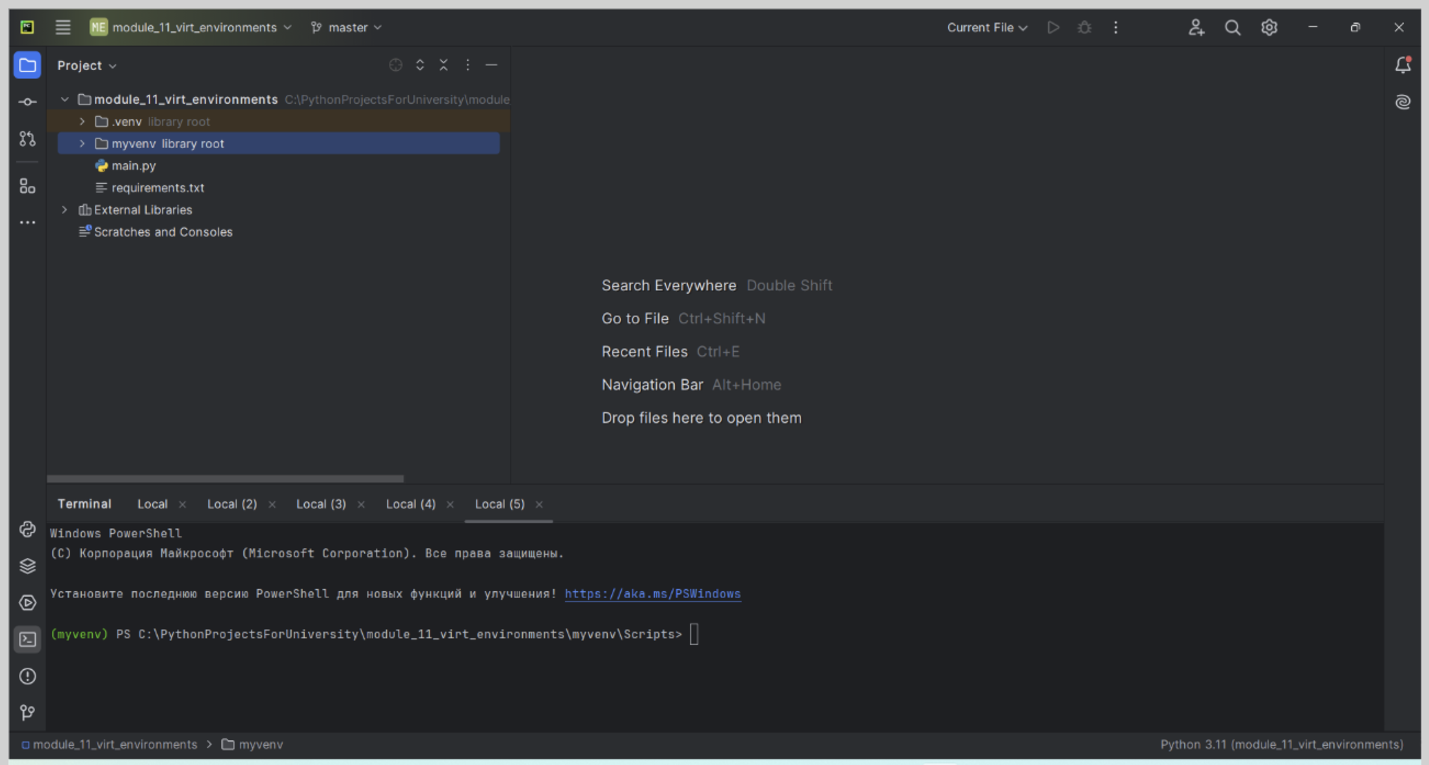 ME module_11_virt_environments master Current File
Project
module_11_virt_environments C:\PythonProjectsForUniversity\module
.venv library root
myvenv library root
main.py
requirements.txt
External Libraries
Scratches and Consoles
Search Everywhere Double Shift
Go to File Ctrl+Shift+N
Recent Files Ctrl+E
Navigation Bar Alt+Home
Drop files here to open them
Terminal Local Local (2) Local (3) Local (4) Local (5)
Windows PowerShell
(C) Корпорация Майкрософт (Microsoft Corporation). Все права защищены.
Установите последнюю версию PowerShell для новых функций и улучшения! https://aka.ms/PSWindows
(myvenv) PS C:\PythonProjectsForUniversity\module_11_virt_environments\myvenv\Scripts>
module_11_virt_environments > myvenv Python 3.11 (module_11_virt_environments)